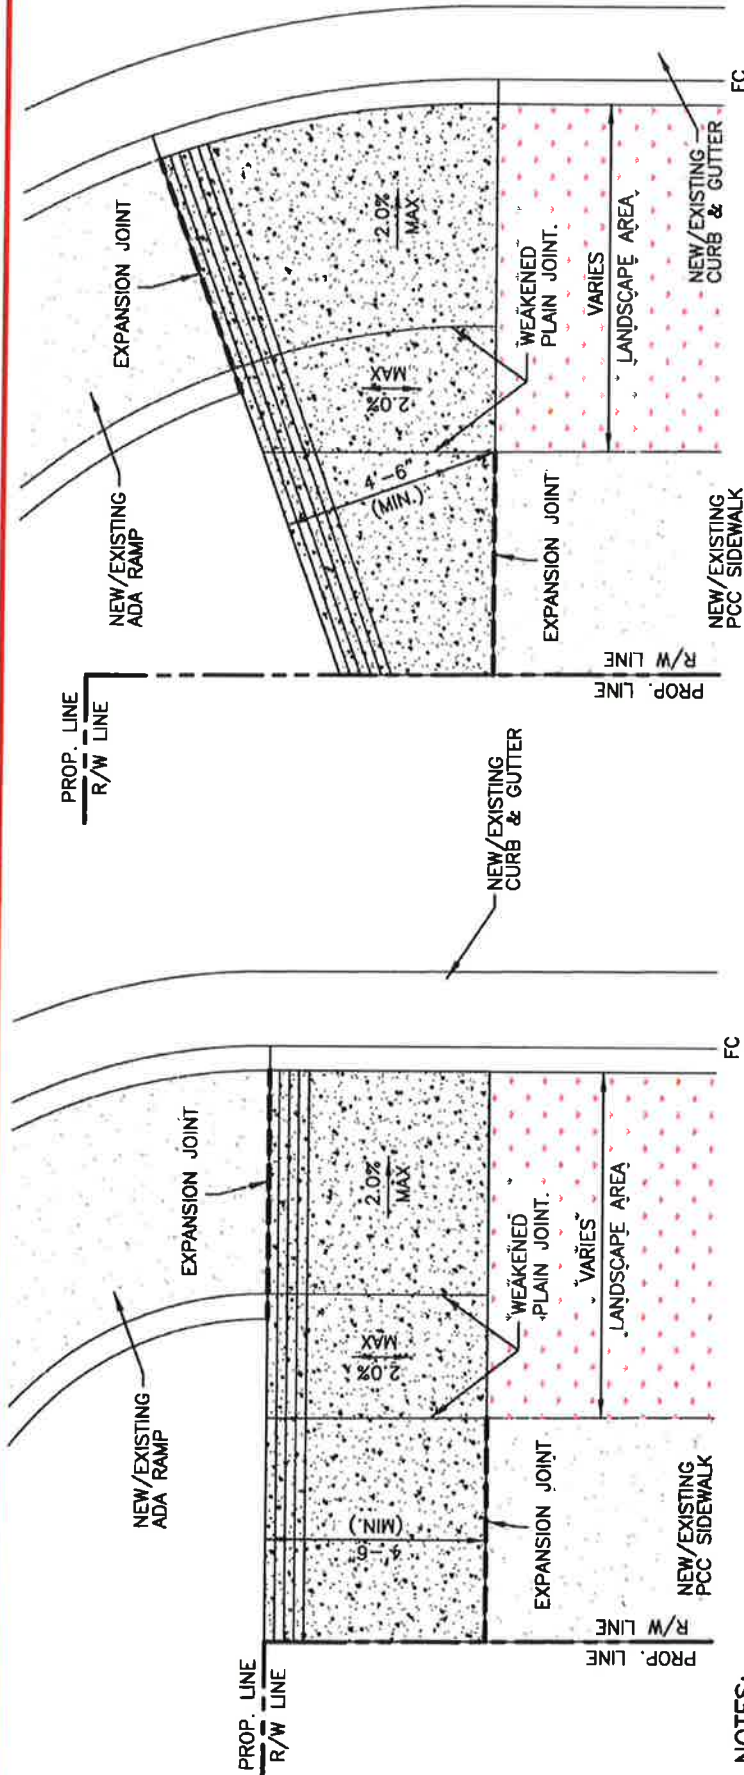 PROP. LINE
R/W LINE
NEW/EXISTING
ADA RAMP
EXPANSION JOINT
2.0%
MAX
2.0%
MAX
4'-6"
(MIN.)
WEAKENED
PLAIN JOINT.
VARIES
LANDSCAPE AREA
EXPANSION JOINT
NEW/EXISTING
PCC SIDEWALK
R/W LINE
PROP. LINE
NEW/EXISTING
CURB & GUTTER
FC
PROP. LINE
R/W LINE
NEW/EXISTING
ADA RAMP
EXPANSION JOINT
2.0%
MAX
2.0%
MAX
4'-6"
(MIN.)
WEAKENED
PLAIN JOINT.
VARIES
LANDSCAPE AREA
EXPANSION JOINT
NEW/EXISTING
PCC SIDEWALK
R/W LINE
PROP. LINE
NEW/EXISTING
CURB & GUTTER
FC
NOTES: